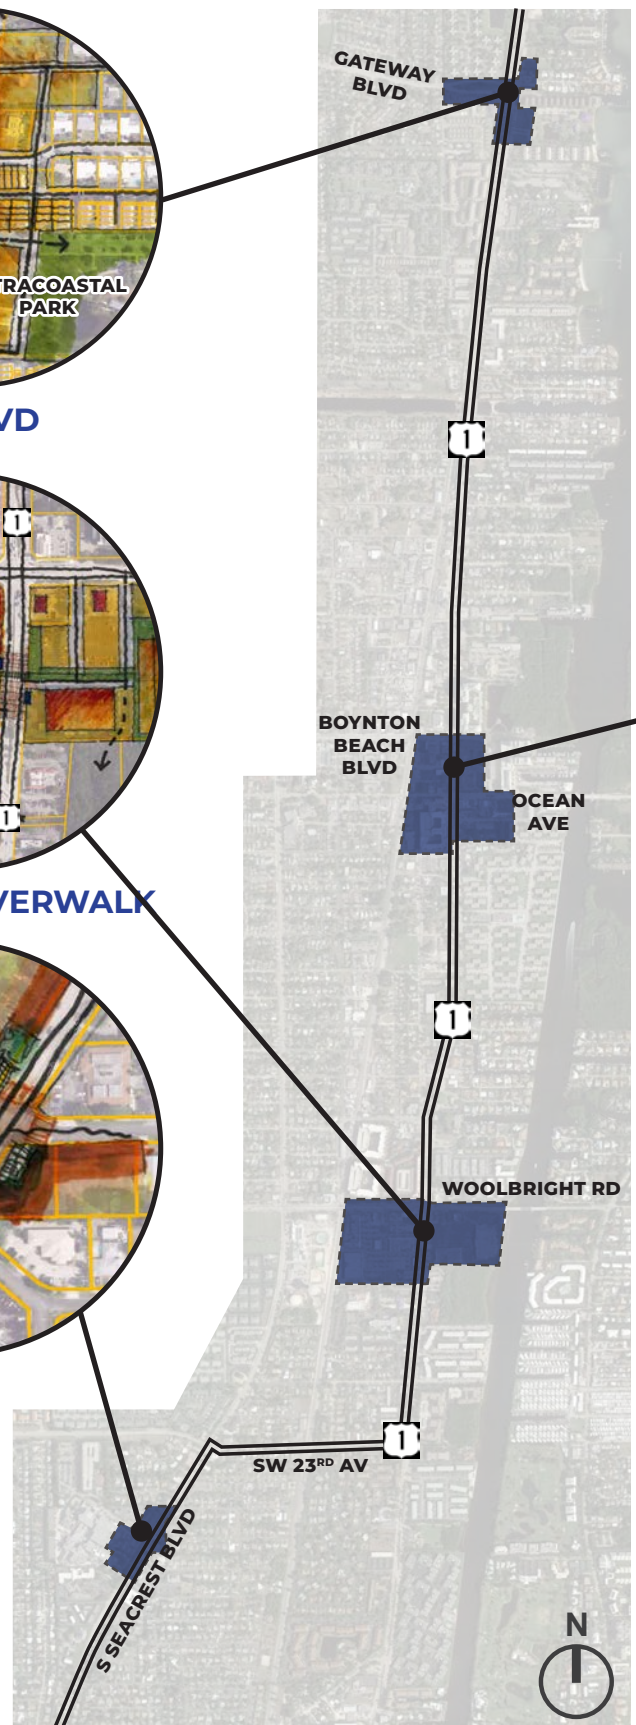 GATEWAY
BLVD
TRACOASTAL
PARK
VD
1
1
BOYNTON
BEACH
BLVD
OCEAN
AVE
1
VERWALK
1
WOOLBRIGHT RD
1
SW 23RD AV
S SEACREST BLVD
N